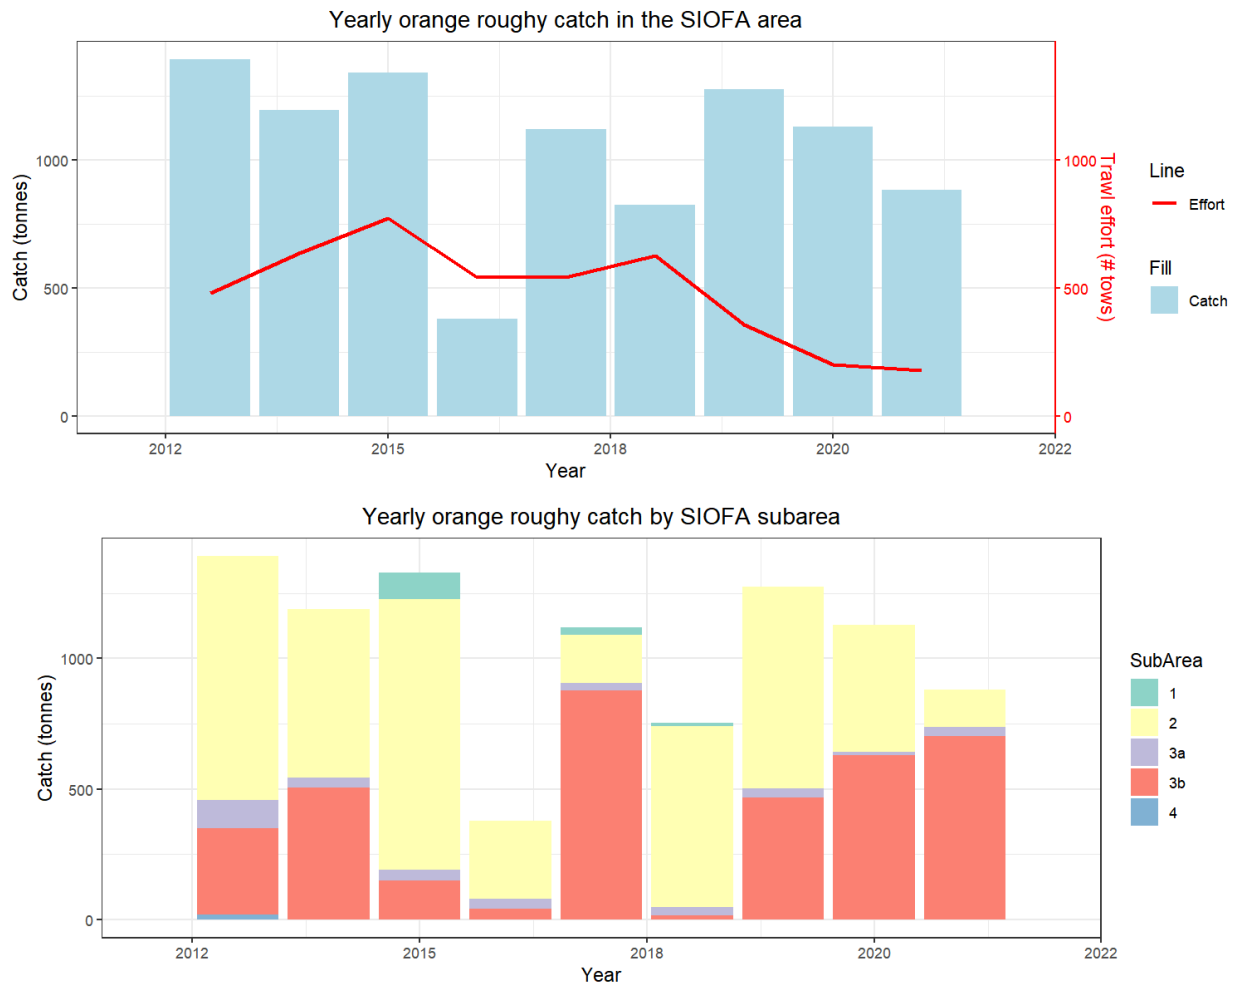 Yearly orange roughy catch in the SIOFA area
Catch (tonnes)
1000
500
0
1000
500
0
Trawl effort (# tows)
2012 2015 2018 2020 2022
Year
Line
Effort
Fill
Catch
Yearly orange roughy catch by SIOFA subarea
Catch (tonnes)
1000
500
0
2012 2015 2018 2020 2022
Year
SubArea
1
2
3a
3b
4